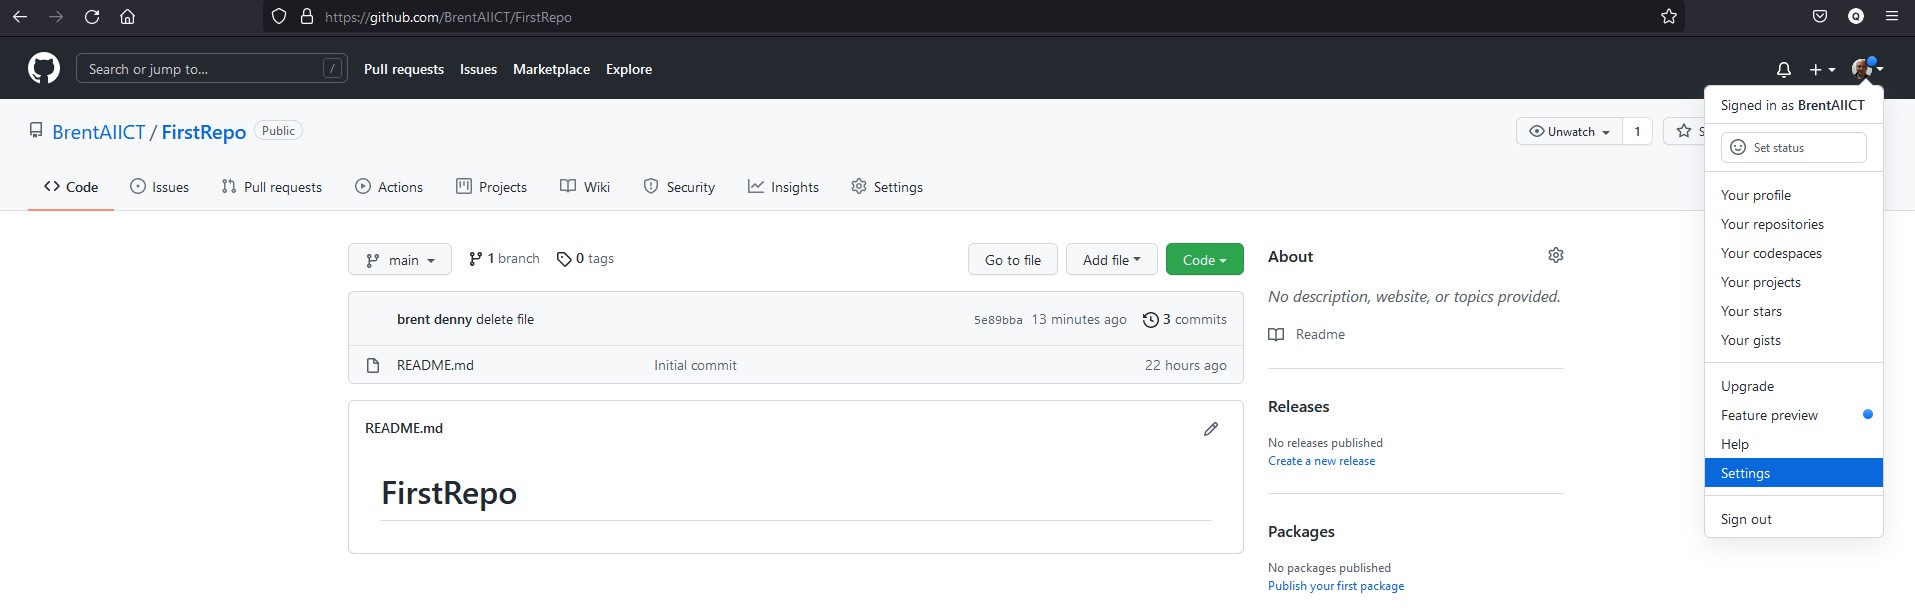 https://github.com/BrentAIICT/FirstRepo
Search or jump to... /
Pull requests Issues Marketplace Explore
Signed in as BrentAIICT
Set status
Your profile
Your repositories
Your codespaces
Your projects
Your stars
Your gists
Upgrade
Feature preview
Help
Settings
Sign out
BrentAIICT / FirstRepo Public
Unwatch 1 S
Code Issues Pull requests Actions Projects Wiki Security Insights Settings
main 1 branch 0 tags
Go to file Add file Code
brent denny delete file 5e89bba 13 minutes ago 3 commits
README.md Initial commit 22 hours ago
README.md
FirstRepo
About
No description, website, or topics provided.
Readme
Releases
No releases published
Create a new release
Packages
No packages published
Publish your first package